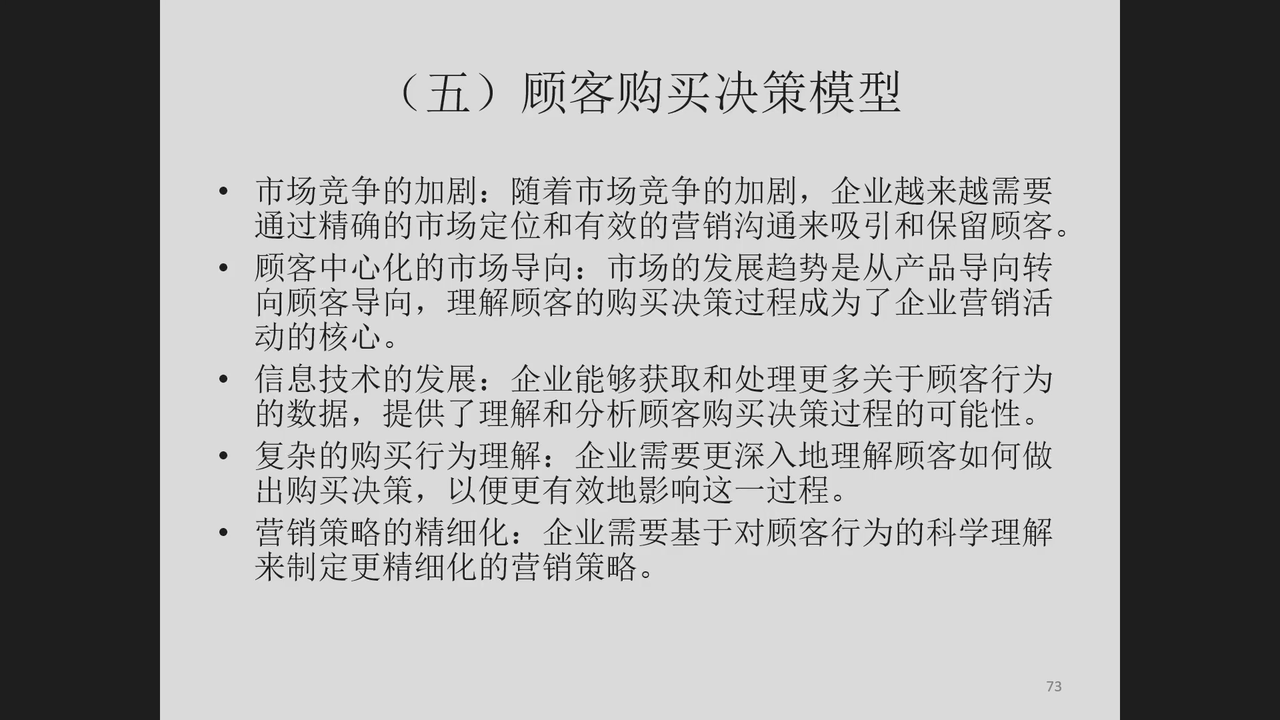 （五）顾客购买决策模型
• 市场竞争的加剧：随着市场竞争的加剧，企业越来越需要
通过精确的市场定位和有效的营销沟通来吸引和保留顾客。
• 顾客中心化的市场导向：市场的发展趋势是从产品导向转
向顾客导向，理解顾客的购买决策过程成为了企业营销活
动的核心。
• 信息技术的发展：企业能够获取和处理更多关于顾客行为
的数据，提供了理解和分析顾客购买决策过程的可能性。
• 复杂的购买行为理解：企业需要更深入地理解顾客如何做
出购买决策，以便更有效地影响这一过程。
• 营销策略的精细化：企业需要基于对顾客行为的科学理解
来制定更精细化的营销策略。
73